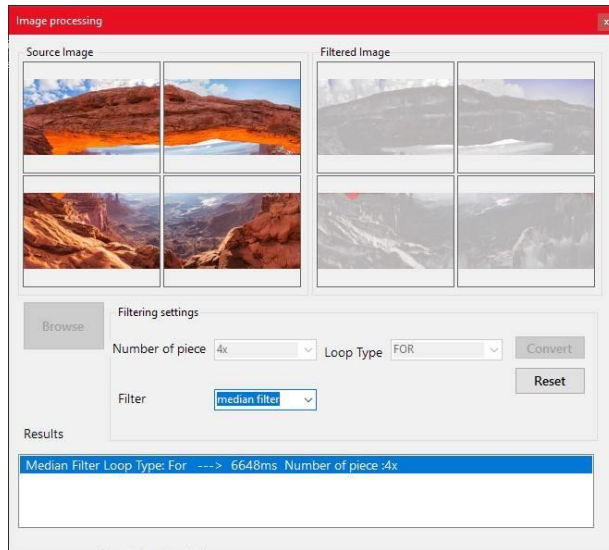 Image processing
x
Source Image
Filtered Image
Browse
Filtering settings
Number of piece
4x
Loop Type
FOR
Convert
Reset
Filter
median filter
Results
Median Filter Loop Type: For ---> 6648ms Number of piece :4x